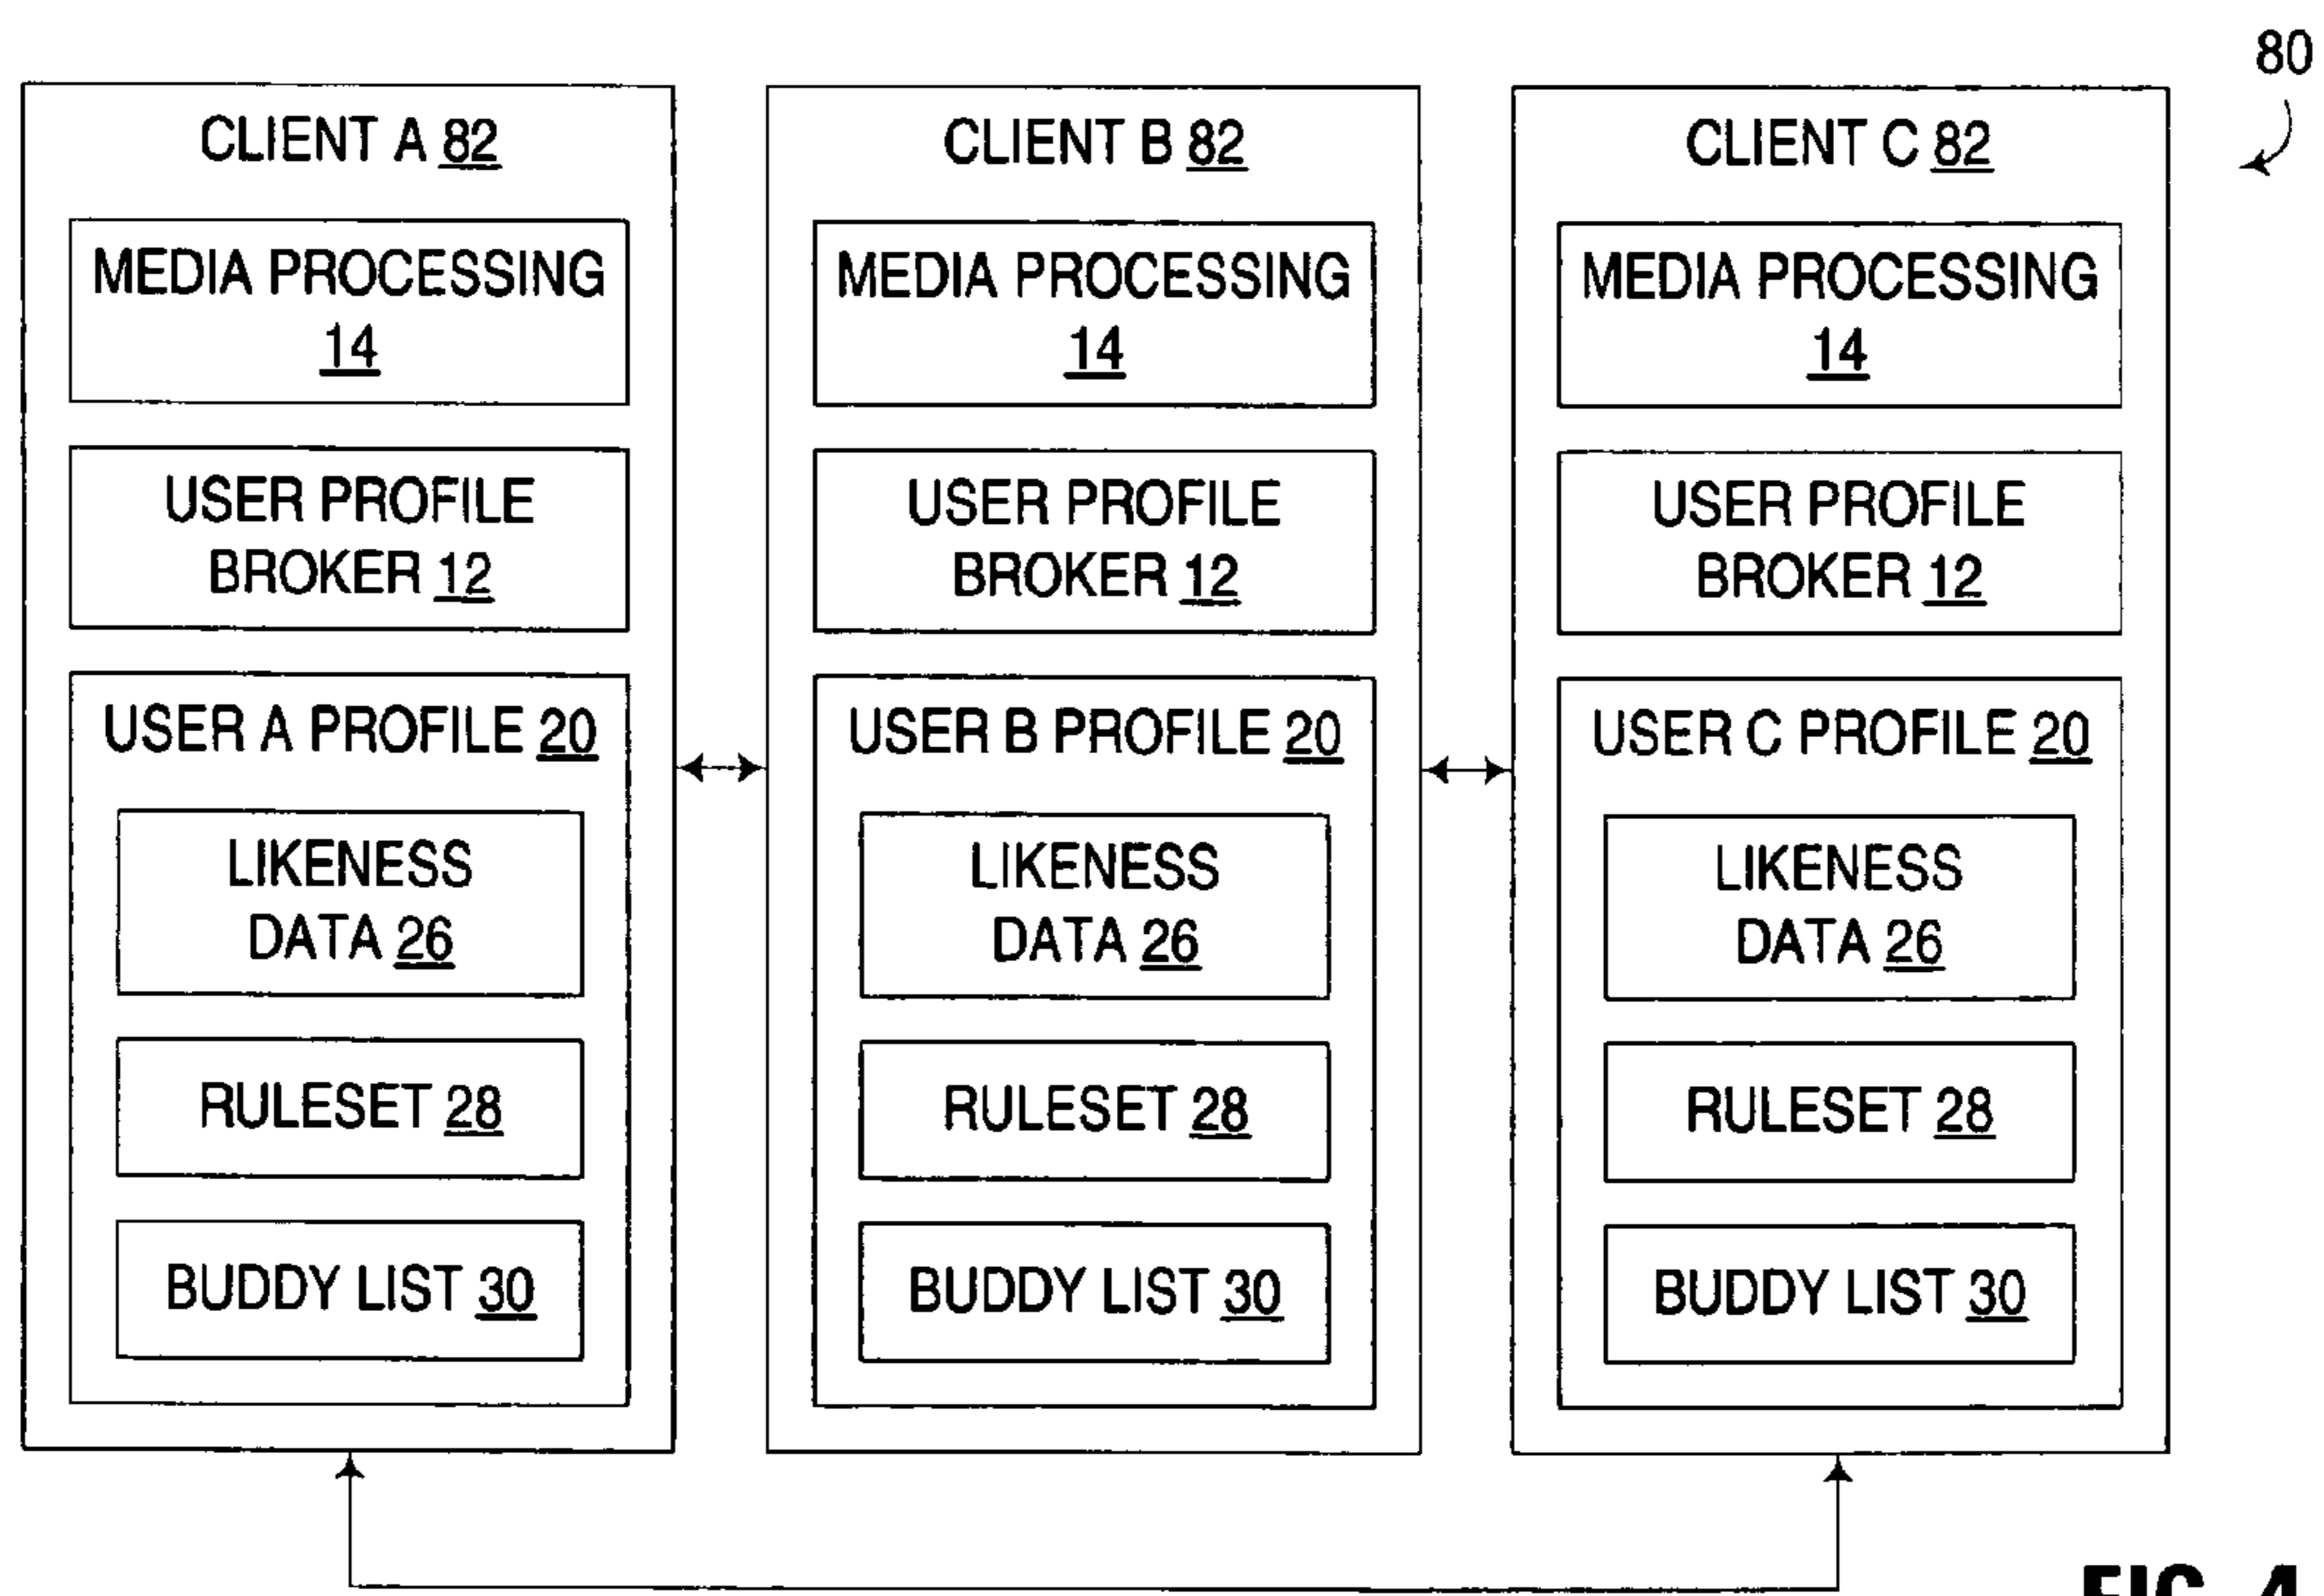 80
CLIENT A 82
MEDIA PROCESSING
14
USER PROFILE
BROKER 12
USER A PROFILE 20
LIKENESS
DATA 26
RULESET 28
BUDDY LIST 30
CLIENT B 82
MEDIA PROCESSING
14
USER PROFILE
BROKER 12
USER B PROFILE 20
LIKENESS
DATA 26
RULESET 28
BUDDY LIST 30
CLIENT C 82
MEDIA PROCESSING
14
USER PROFILE
BROKER 12
USER C PROFILE 20
LIKENESS
DATA 26
RULESET 28
BUDDY LIST 30
FIG. 4